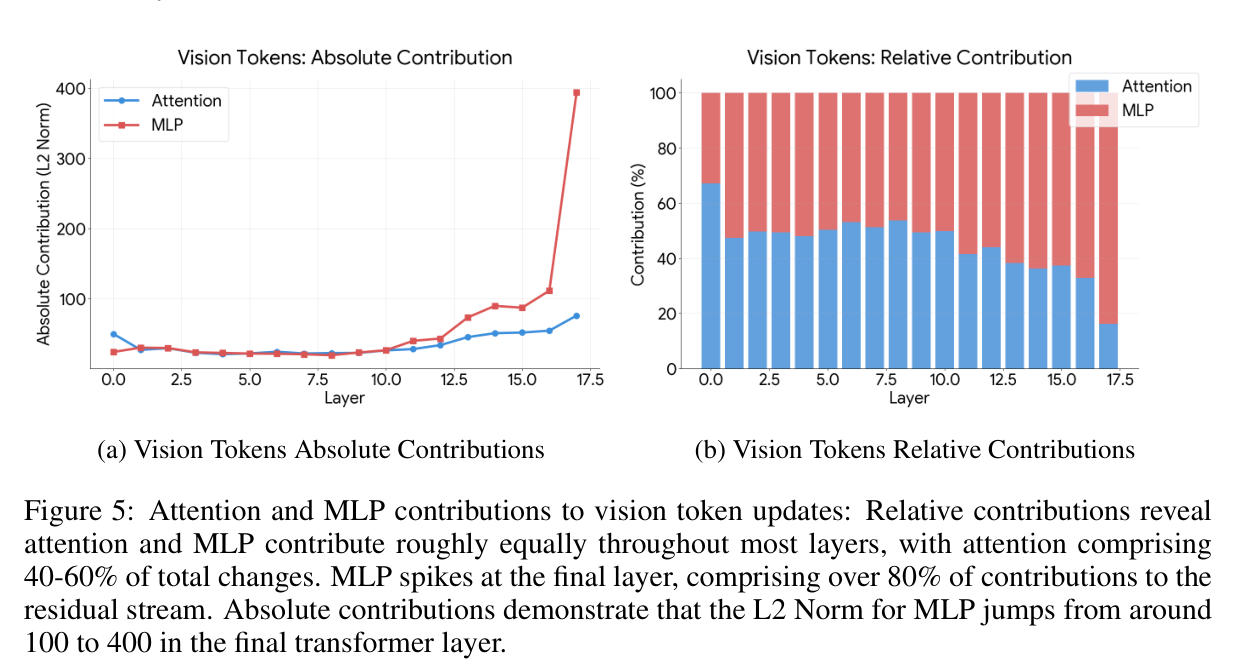 Vision Tokens: Absolute Contribution
Absolute Contribution (L2 Norm)
400
300
200
100
Attention
MLP
0.0 2.5 5.0 7.5 10.0 12.5 15.0 17.5
Layer
Vision Tokens: Relative Contribution
Contribution (%)
100
80
60
40
20
0
Attention
MLP
0.0 2.5 5.0 7.5 10.0 12.5 15.0 17.5
Layer
(a) Vision Tokens Absolute Contributions
(b) Vision Tokens Relative Contributions
Figure 5: Attention and MLP contributions to vision token updates: Relative contributions reveal
attention and MLP contribute roughly equally throughout most layers, with attention comprising
40-60% of total changes. MLP spikes at the final layer, comprising over 80% of contributions to the
residual stream. Absolute contributions demonstrate that the L2 Norm for MLP jumps from around
100 to 400 in the final transformer layer.